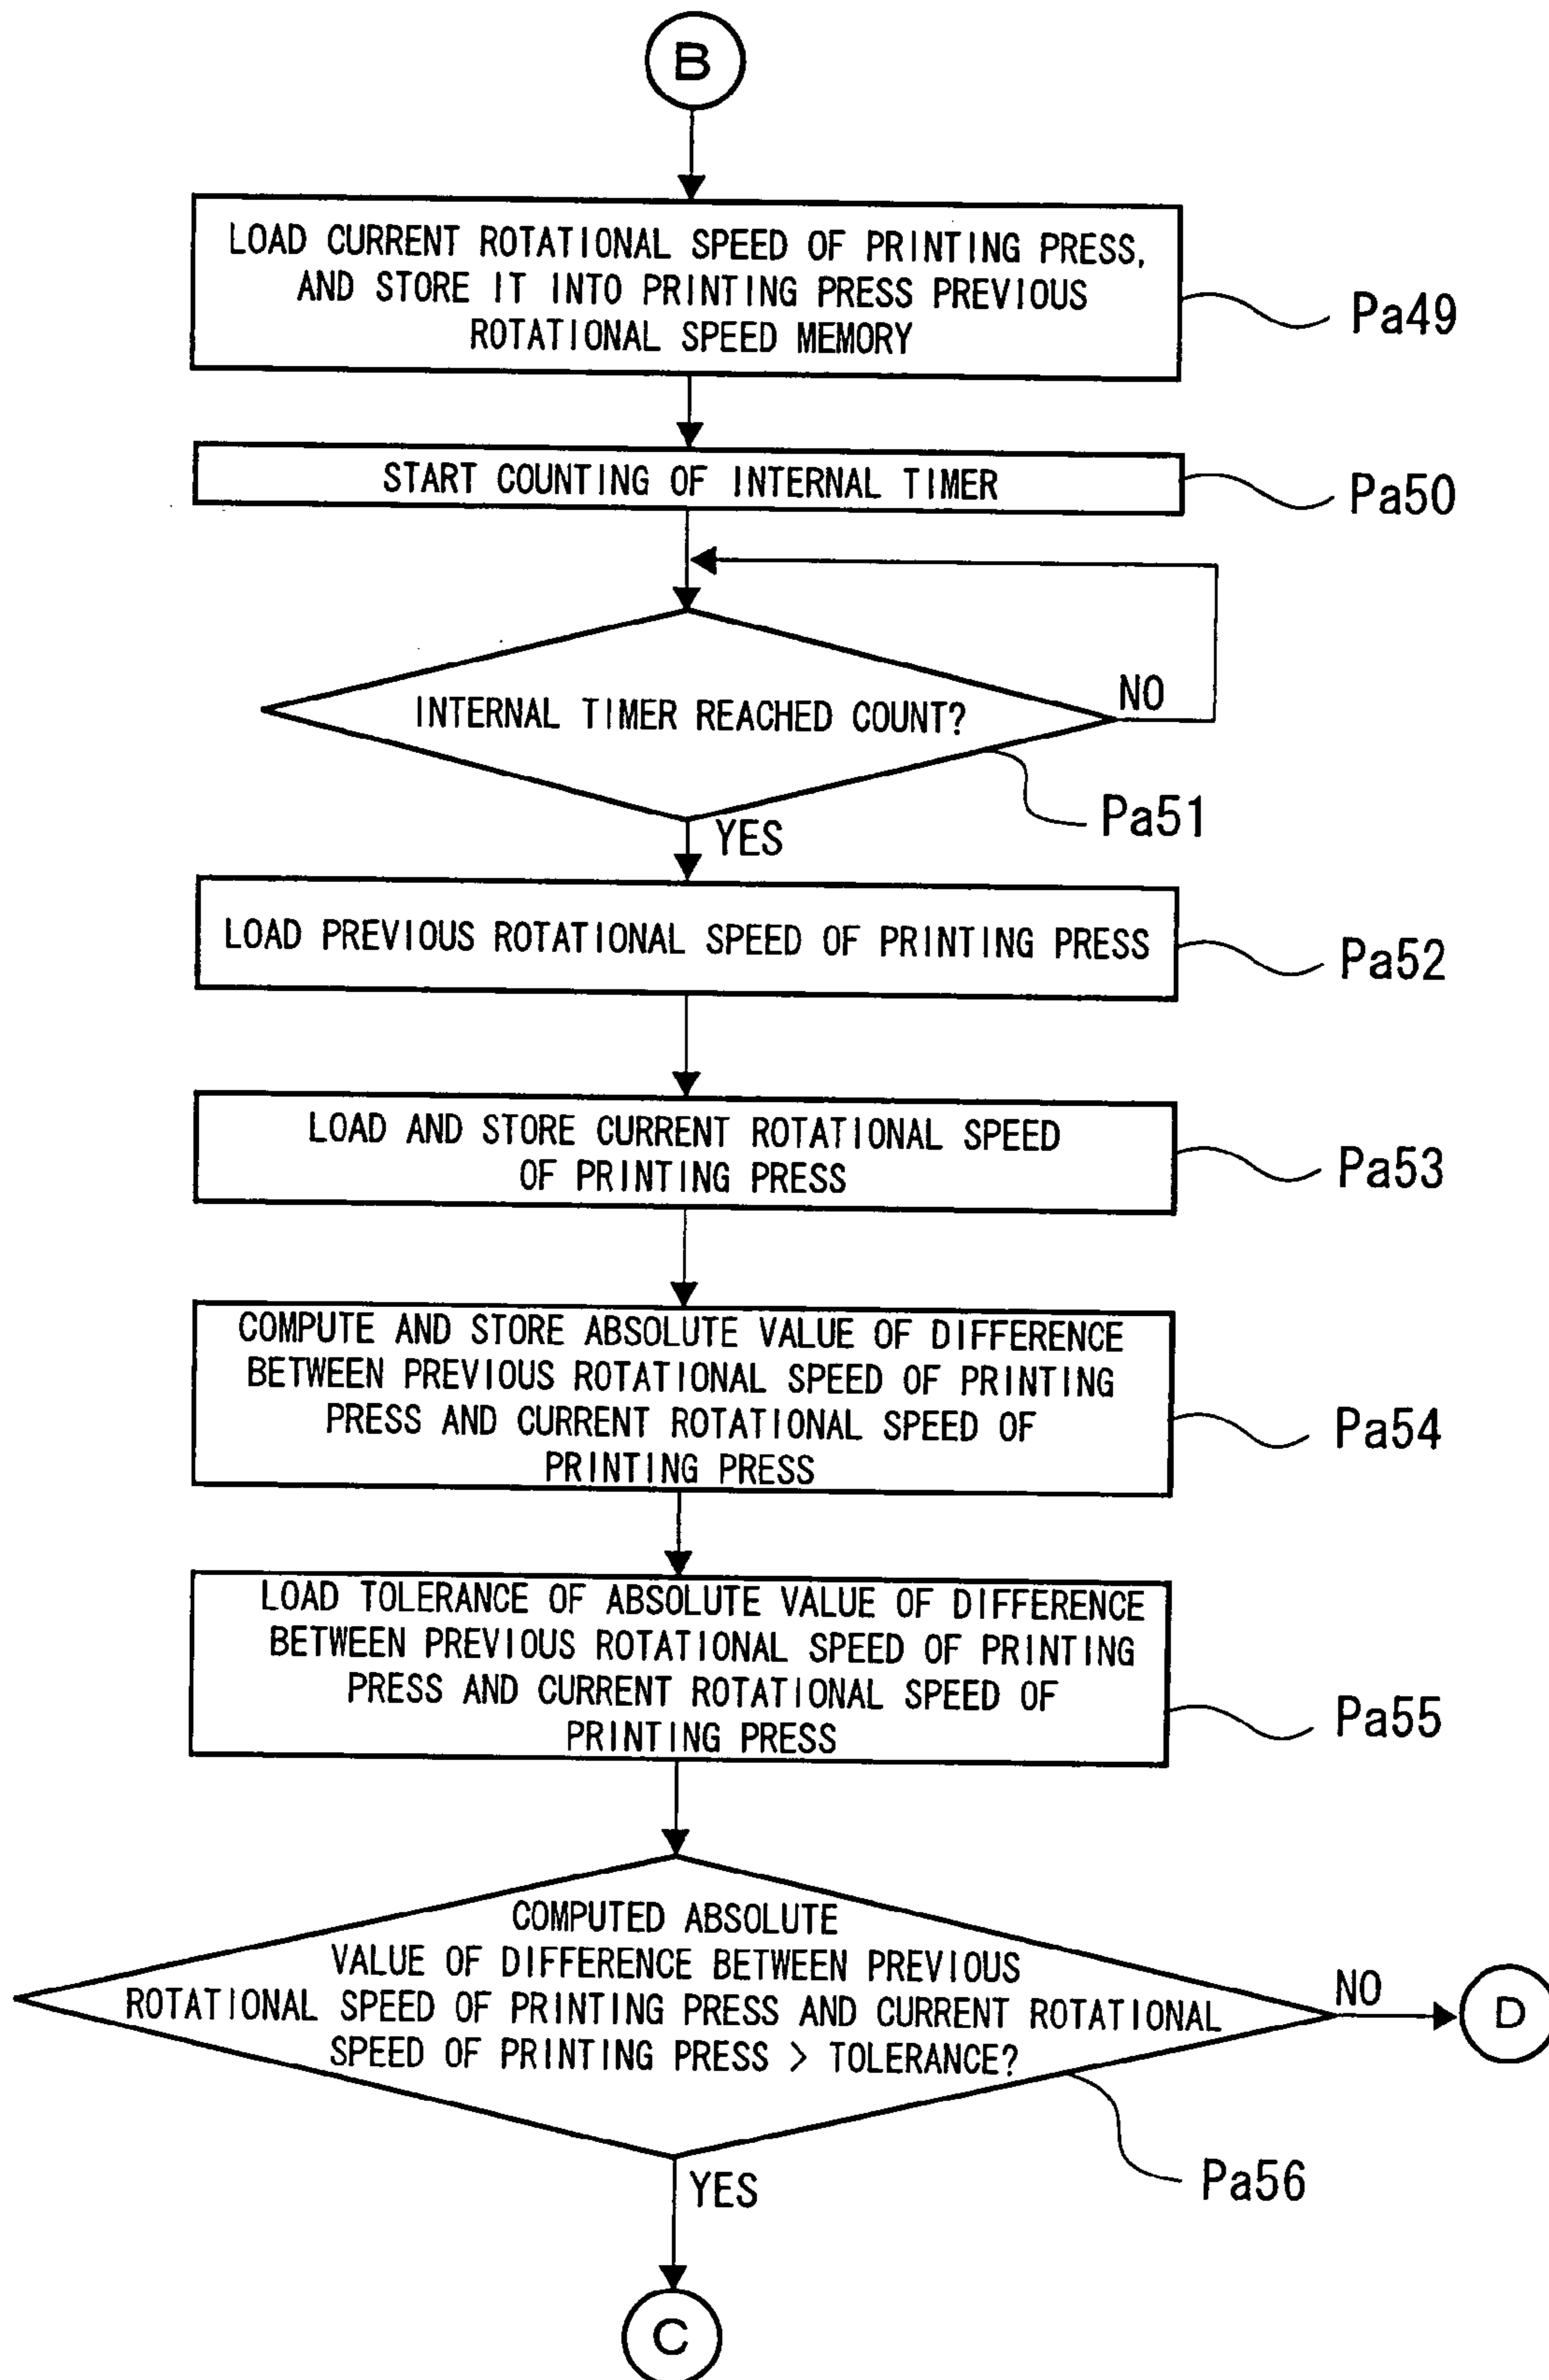 B
LOAD CURRENT ROTATIONAL SPEED OF PRINTING PRESS,
AND STORE IT INTO PRINTING PRESS PREVIOUS
ROTATIONAL SPEED MEMORY
Pa49
START COUNTING OF INTERNAL TIMER
Pa50
INTERNAL TIMER REACHED COUNT?
NO
Pa51
YES
LOAD PREVIOUS ROTATIONAL SPEED OF PRINTING PRESS
Pa52
LOAD AND STORE CURRENT ROTATIONAL SPEED
OF PRINTING PRESS
Pa53
COMPUTE AND STORE ABSOLUTE VALUE OF DIFFERENCE
BETWEEN PREVIOUS ROTATIONAL SPEED OF PRINTING
PRESS AND CURRENT ROTATIONAL SPEED OF
PRINTING PRESS
Pa54
LOAD TOLERANCE OF ABSOLUTE VALUE OF DIFFERENCE
BETWEEN PREVIOUS ROTATIONAL SPEED OF PRINTING
PRESS AND CURRENT ROTATIONAL SPEED OF
PRINTING PRESS
Pa55
COMPUTED ABSOLUTE
VALUE OF DIFFERENCE BETWEEN PREVIOUS
ROTATIONAL SPEED OF PRINTING PRESS AND CURRENT ROTATIONAL
SPEED OF PRINTING PRESS > TOLERANCE?
NO
D
Pa56
YES
C